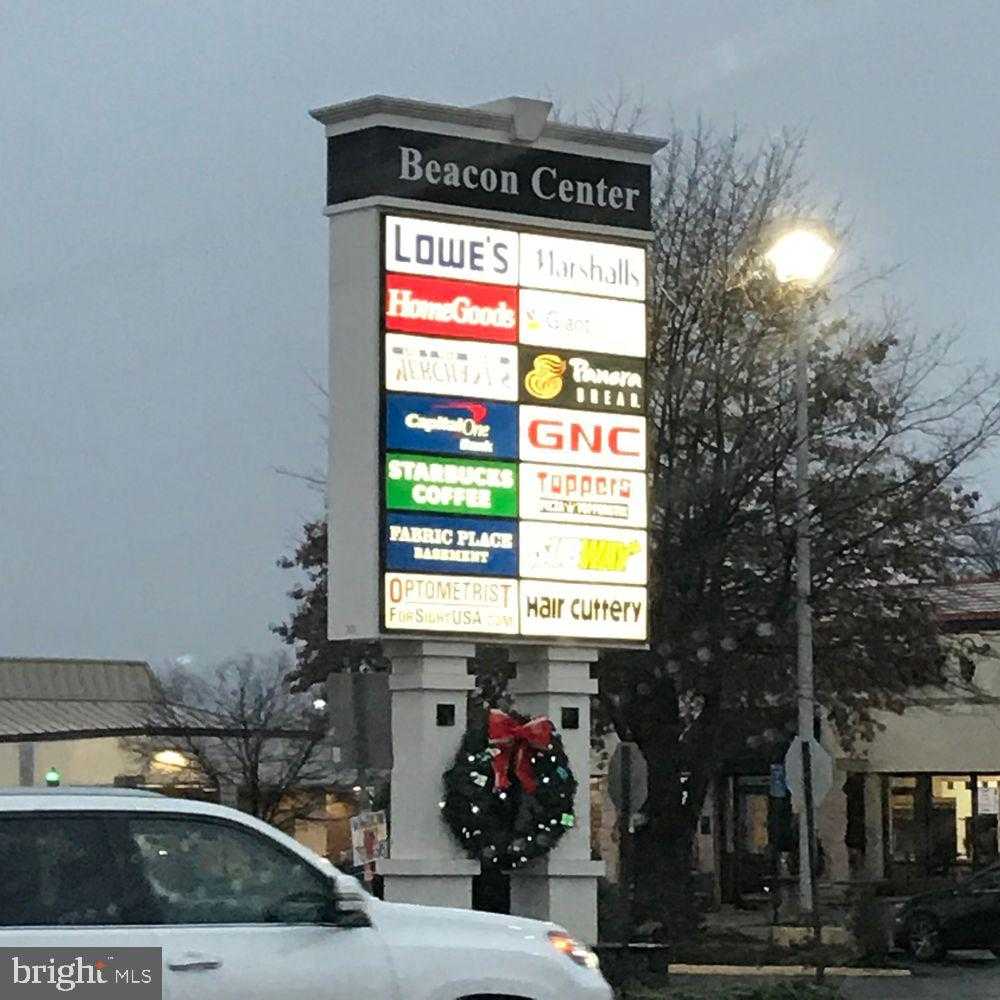 Beacon Center
LOWE'S
Marshalls
HomeGoods
Giant
Panera
BREAD
Capital One
Bank
GNC
STARBUCKS
COFFEE
Toppers
FABRIC PLACE
BASEMENT
SUBWAY
OPTOMETRIST
FORSIGHTUSA.COM
Hair Cuttery
bright MLS